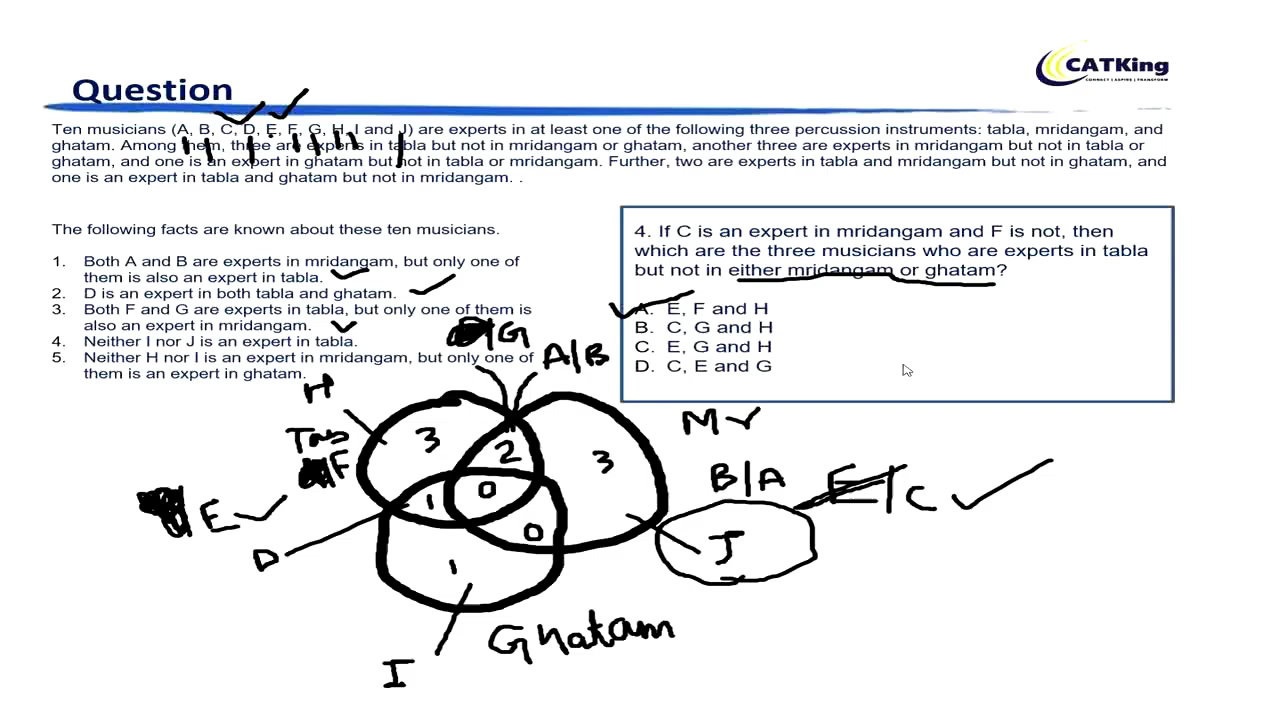 CATKing
CONNECT | ASPIRE | TRANSFORM
Question
Ten musicians (A, B, C, D, E, F, G, H, I and J) are experts in at least one of the following three percussion instruments: tabla, mridangam, and
ghatam. Among them, three are experts in tabla but not in mridangam or ghatam, another three are experts in mridangam but not in tabla or
ghatam, and one is an expert in ghatam but not in tabla or mridangam. Further, two are experts in tabla and mridangam but not in ghatam, and
one is an expert in tabla and ghatam but not in mridangam. .
The following facts are known about these ten musicians.
1. Both A and B are experts in mridangam, but only one of
them is also an expert in tabla.
2. D is an expert in both tabla and ghatam.
3. Both F and G are experts in tabla, but only one of them is
also an expert in mridangam.
4. Neither I nor J is an expert in tabla.
5. Neither H nor I is an expert in mridangam, but only one of
them is an expert in ghatam.
4. If C is an expert in mridangam and F is not, then
which are the three musicians who are experts in tabla
but not in either mridangam or ghatam?
A. E, F and H
B. C, G and H
C. E, G and H
D. C, E and G
/G
A/B
H
Tab
/F
3
2
3
M
B/A
E/C
E
1
0
0
J
D
1
Ghatam
I